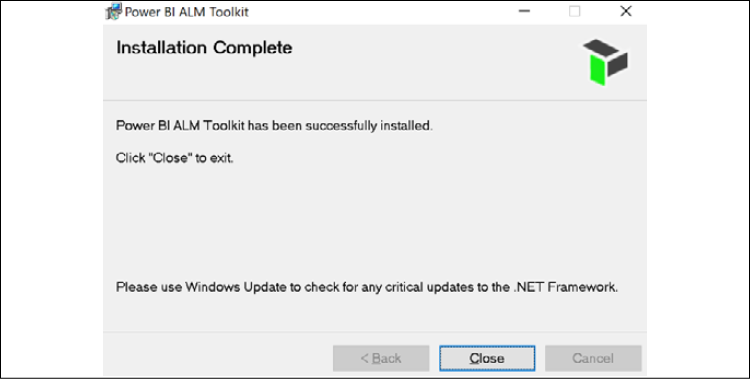 Power BI ALM Toolkit
Installation Complete
Power BI ALM Toolkit has been successfully installed.
Click "Close" to exit.
Please use Windows Update to check for any critical updates to the .NET Framework.
< Back
Close
Cancel